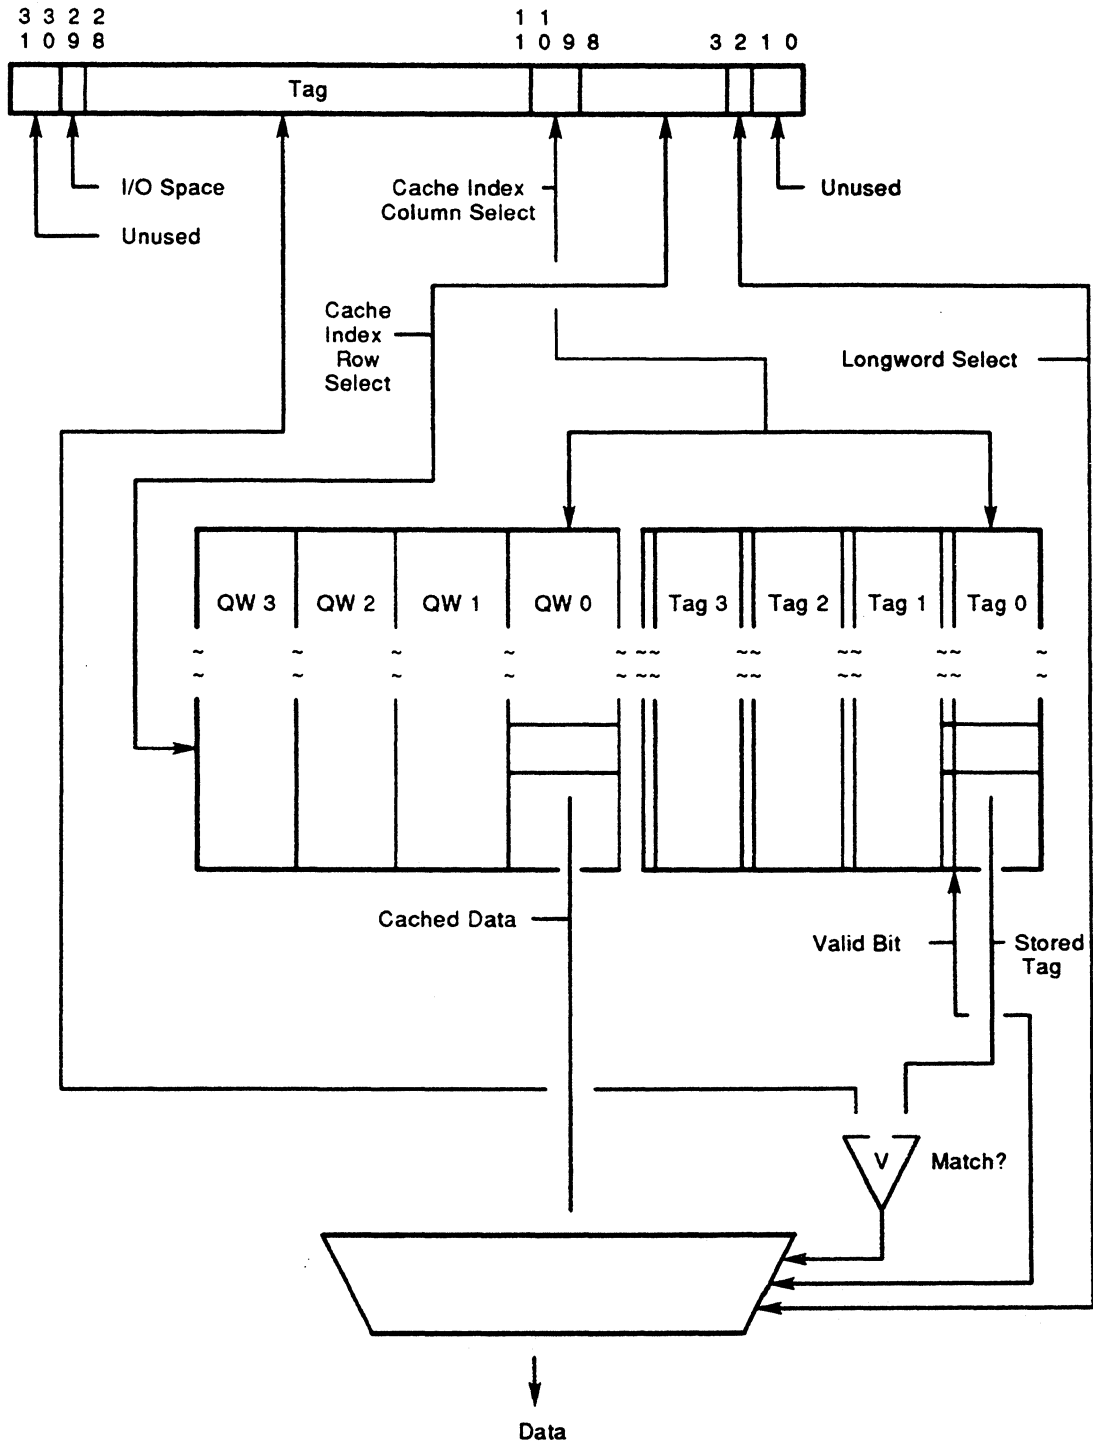 3 3 2 2 1 1
1 0 9 8 1 0 9 8 3 2 1 0
Tag
I/O Space
Cache Index
Column Select
Unused
Unused
Cache
Index
Row
Select
Longword Select
QW 3 QW 2 QW 1 QW 0 Tag 3 Tag 2 Tag 1 Tag 0
Cached Data
Valid Bit
Stored
Tag
V
Match?
Data